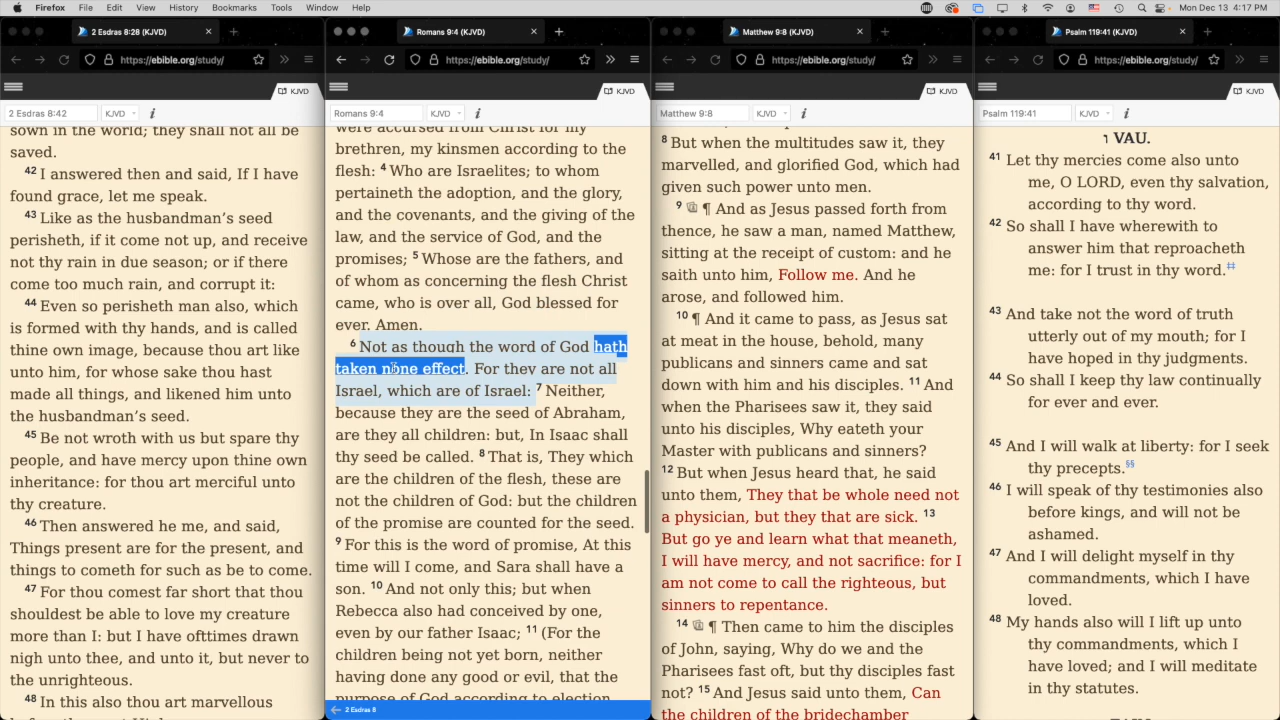 Firefox File Edit View History Bookmarks Tools Window Help Mon Dec 13 4:17 PM
2 Esdras 8:28 (KJVD)
https://ebible.org/study/
KJVD
2 Esdras 8:42 KJVD
sown in the world; they shall not all be
saved.
42 I answered then and said, If I have
found grace, let me speak.
43 Like as the husbandman’s seed
perisheth, if it come not up, and receive
not thy rain in due season; or if there
come too much rain, and corrupt it:
44 Even so perisheth man also, which
is formed with thy hands, and is called
thine own image, because thou art like
unto him, for whose sake thou hast
made all things, and likened him unto
the husbandman’s seed.
45 Be not wroth with us but spare thy
people, and have mercy upon thine own
inheritance: for thou art merciful unto
thy creature.
46 Then answered he me, and said,
Things present are for the present, and
things to cometh for such as be to come.
47 For thou comest far short that thou
shouldest be able to love my creature
more than I: but I have ofttimes drawn
nigh unto thee, and unto it, but never to
the unrighteous.
48 In this also thou art marvellous
Romans 9:4 (KJVD)
https://ebible.org/study/
KJVD
Romans 9:4 KJVD
were accursed from Christ for my
brethren, my kinsmen according to the
flesh: 4 Who are Israelites; to whom
pertaineth the adoption, and the glory,
and the covenants, and the giving of the
law, and the service of God, and the
promises; 5 Whose are the fathers, and
of whom as concerning the flesh Christ
came, who is over all, God blessed for
ever. Amen.
6 Not as though the word of God hath
taken none effect. For they are not all
Israel, which are of Israel: 7 Neither,
because they are the seed of Abraham,
are they all children: but, In Isaac shall
thy seed be called. 8 That is, They which
are the children of the flesh, these are
not the children of God: but the children
of the promise are counted for the seed.
9 For this is the word of promise, At this
time will I come, and Sara shall have a
son. 10 And not only this; but when
Rebecca also had conceived by one,
even by our father Isaac; 11 (For the
children being not yet born, neither
having done any good or evil, that the
purpose of God according to election
2 Esdras 8
Matthew 9:8 (KJVD)
https://ebible.org/study/
KJVD
Matthew 9:8 KJVD
8 But when the multitudes saw it, they
marvelled, and glorified God, which had
given such power unto men.
9 ¶ And as Jesus passed forth from
thence, he saw a man, named Matthew,
sitting at the receipt of custom: and he
saith unto him, Follow me. And he
arose, and followed him.
10 ¶ And it came to pass, as Jesus sat
at meat in the house, behold, many
publicans and sinners came and sat
down with him and his disciples. 11 And
when the Pharisees saw it, they said
unto his disciples, Why eateth your
Master with publicans and sinners?
12 But when Jesus heard that, he said
unto them, They that be whole need not
a physician, but they that are sick. 13
But go ye and learn what that meaneth,
I will have mercy, and not sacrifice: for I
am not come to call the righteous, but
sinners to repentance.
14 ¶ Then came to him the disciples
of John, saying, Why do we and the
Pharisees fast oft, but thy disciples fast
not? 15 And Jesus said unto them, Can
the children of the bridechamber
Psalm 119:41 (KJVD)
https://ebible.org/study/
KJVD
Psalm 119:41 KJVD
ו VAU.
41 Let thy mercies come also unto
me, O LORD, even thy salvation,
according to thy word.
42 So shall I have wherewith to
answer him that reproacheth
me: for I trust in thy word.‡‡
43 And take not the word of truth
utterly out of my mouth; for I
have hoped in thy judgments.
44 So shall I keep thy law continually
for ever and ever.
45 And I will walk at liberty: for I seek
thy precepts.§§
46 I will speak of thy testimonies also
before kings, and will not be
ashamed.
47 And I will delight myself in thy
commandments, which I have
loved.
48 My hands also will I lift up unto
thy commandments, which I
have loved; and I will meditate
in thy statutes.